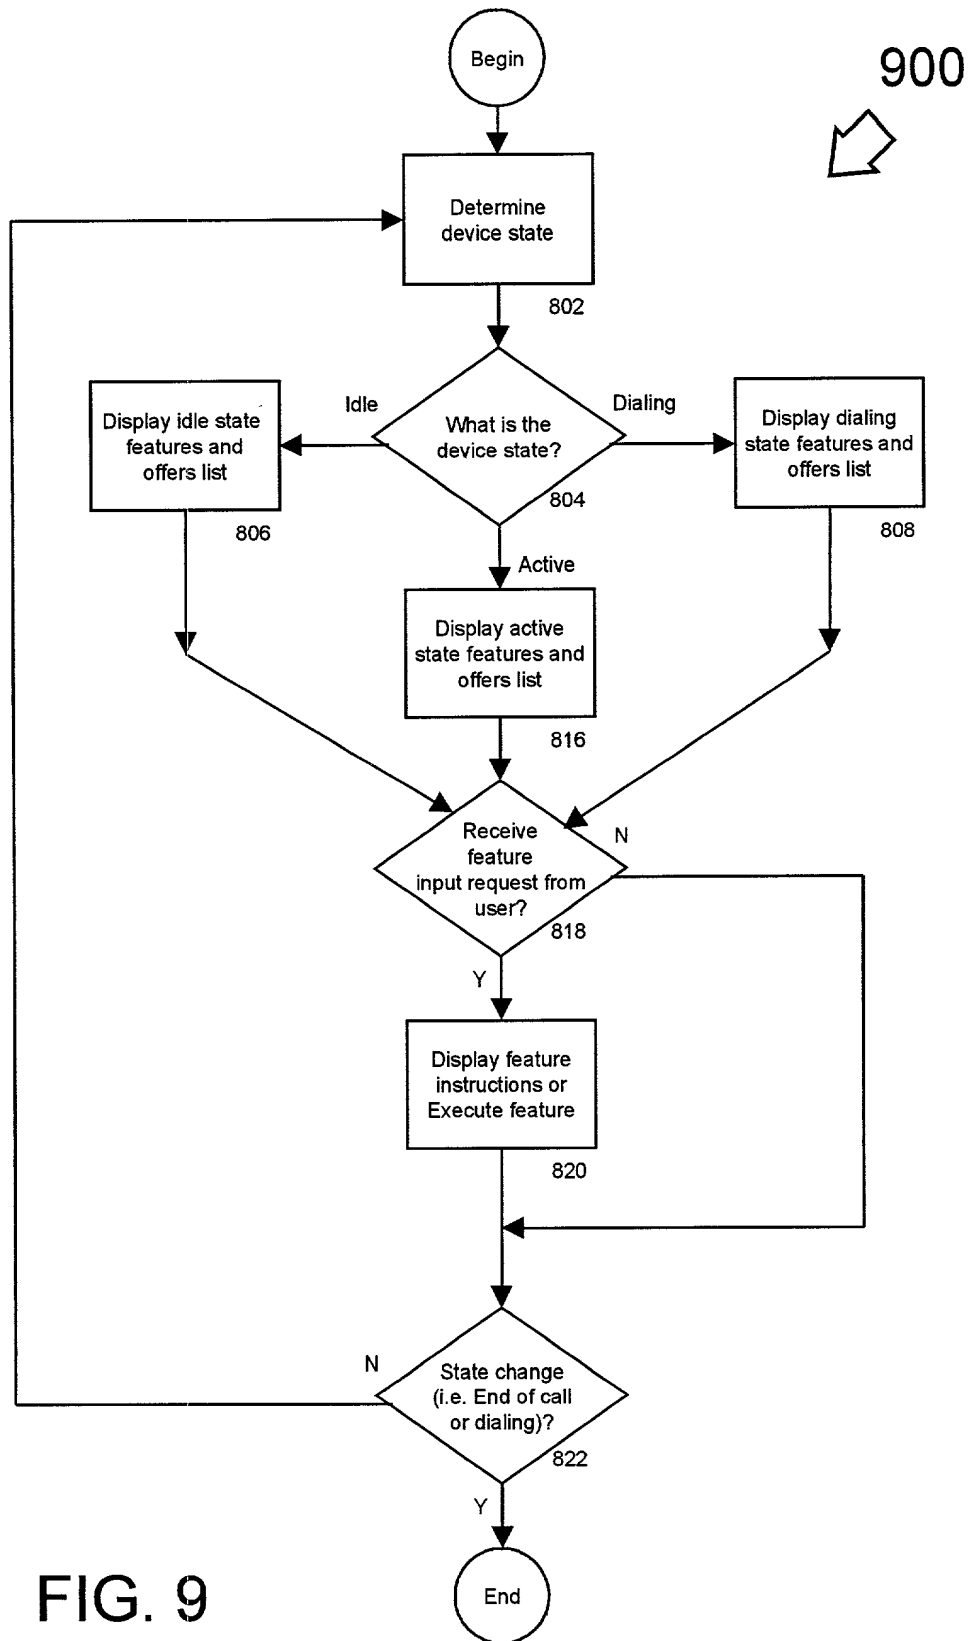 Begin
900
Determine
device state
802
Idle
Dialing
What is the
device state?
804
Display idle state
features and
offers list
806
Display dialing
state features and
offers list
808
Active
Display active
state features and
offers list
816
Receive
feature
input request from
user?
818
N
Y
Display feature
instructions or
Execute feature
820
N
State change
(i.e. End of call
or dialing)?
822
Y
End
FIG. 9